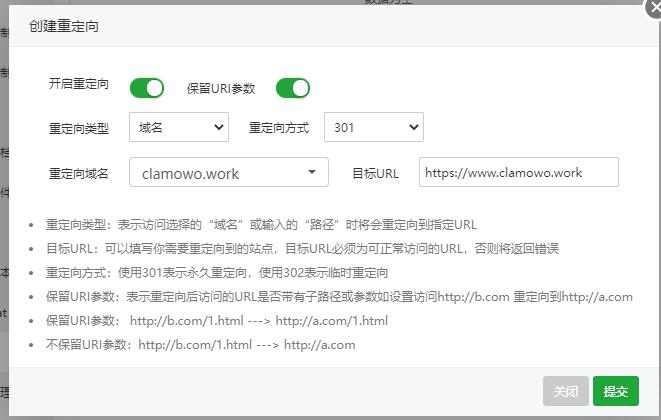 数据为空
创建重定向
制
开启重定向
保留URI参数
制
重定向类型 域名 重定向方式 301
档
重定向域名 clamowo.work 目标URL https://www.clamowo.work
件
重定向类型：表示访问选择的“域名”或输入的“路径”时将会重定向到指定URL
目标URL：可以填写你需要重定向到的站点，目标URL必须为可正常访问的URL，否则将返回错误
本
重定向方式：使用301表示永久重定向，使用302表示临时重定向
保留URI参数：表示重定向后访问的URL是否带有子路径或参数如设置访问http://b.com 重定向到http://a.com
at
保留URI参数： http://b.com/1.html ---> http://a.com/1.html
不保留URI参数：http://b.com/1.html ---> http://a.com
理
关闭 提交